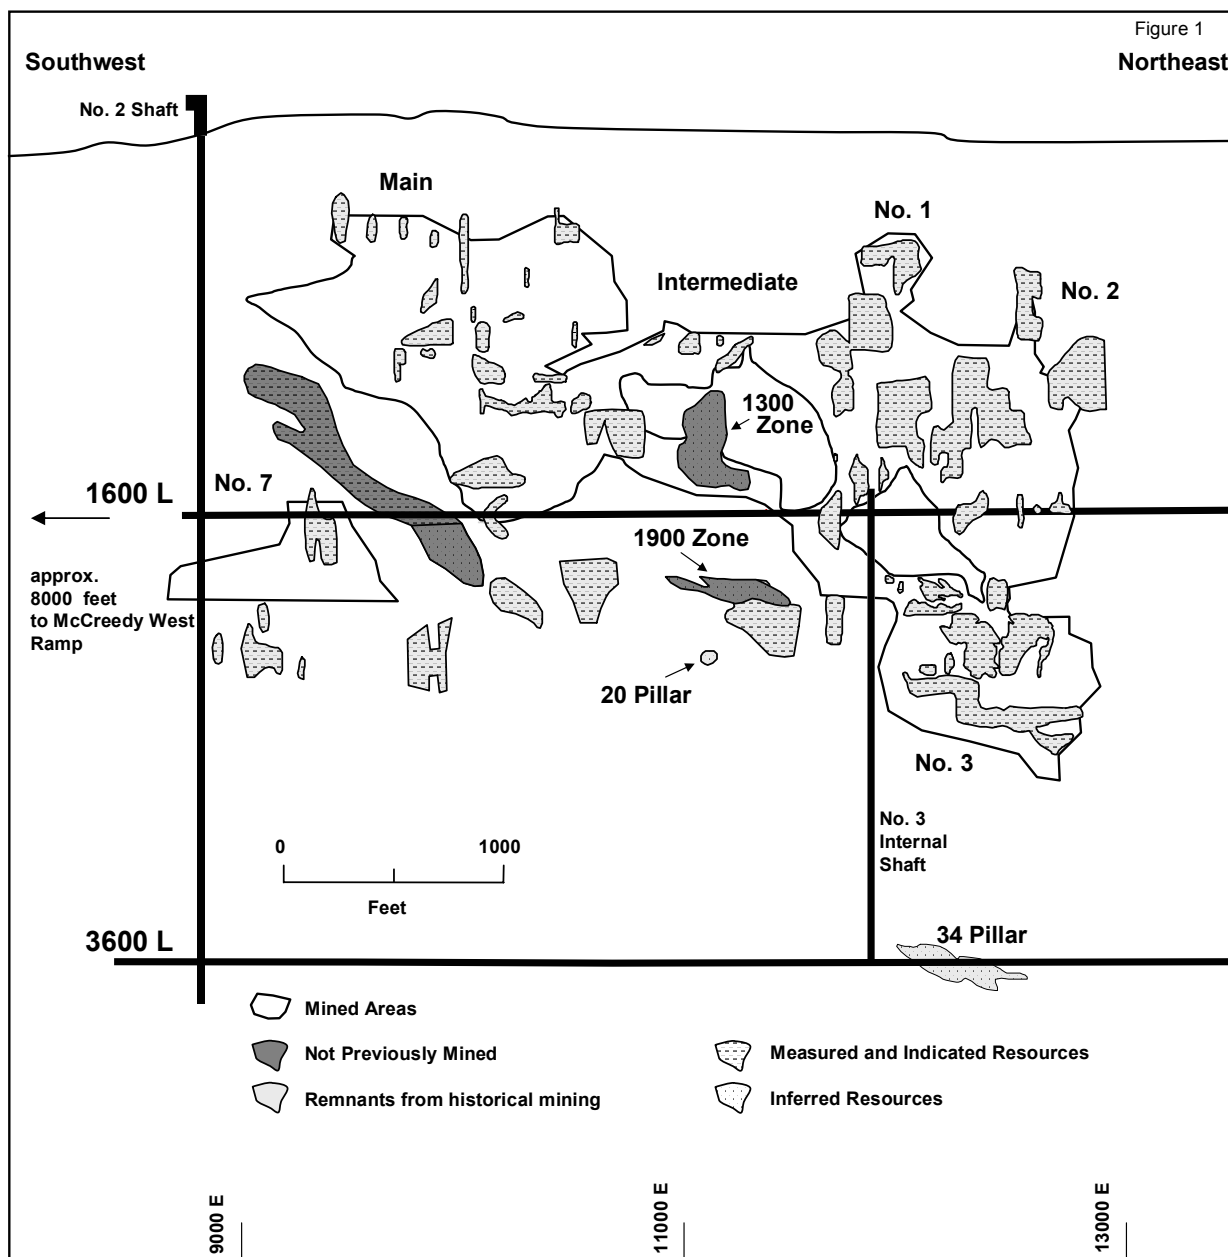 Figure 1
Southwest
Northeast
No. 2 Shaft
Main
No. 1
Intermediate
No. 2
1300
Zone
No. 7
1600 L
1900 Zone
approx.
8000 feet
to McCreedy West
Ramp
20 Pillar
No. 3
No. 3
Internal
Shaft
0
1000
Feet
34 Pillar
3600 L
Mined Areas
Not Previously Mined
Measured and Indicated Resources
Remnants from historical mining
Inferred Resources
9000 E
11000 E
13000 E